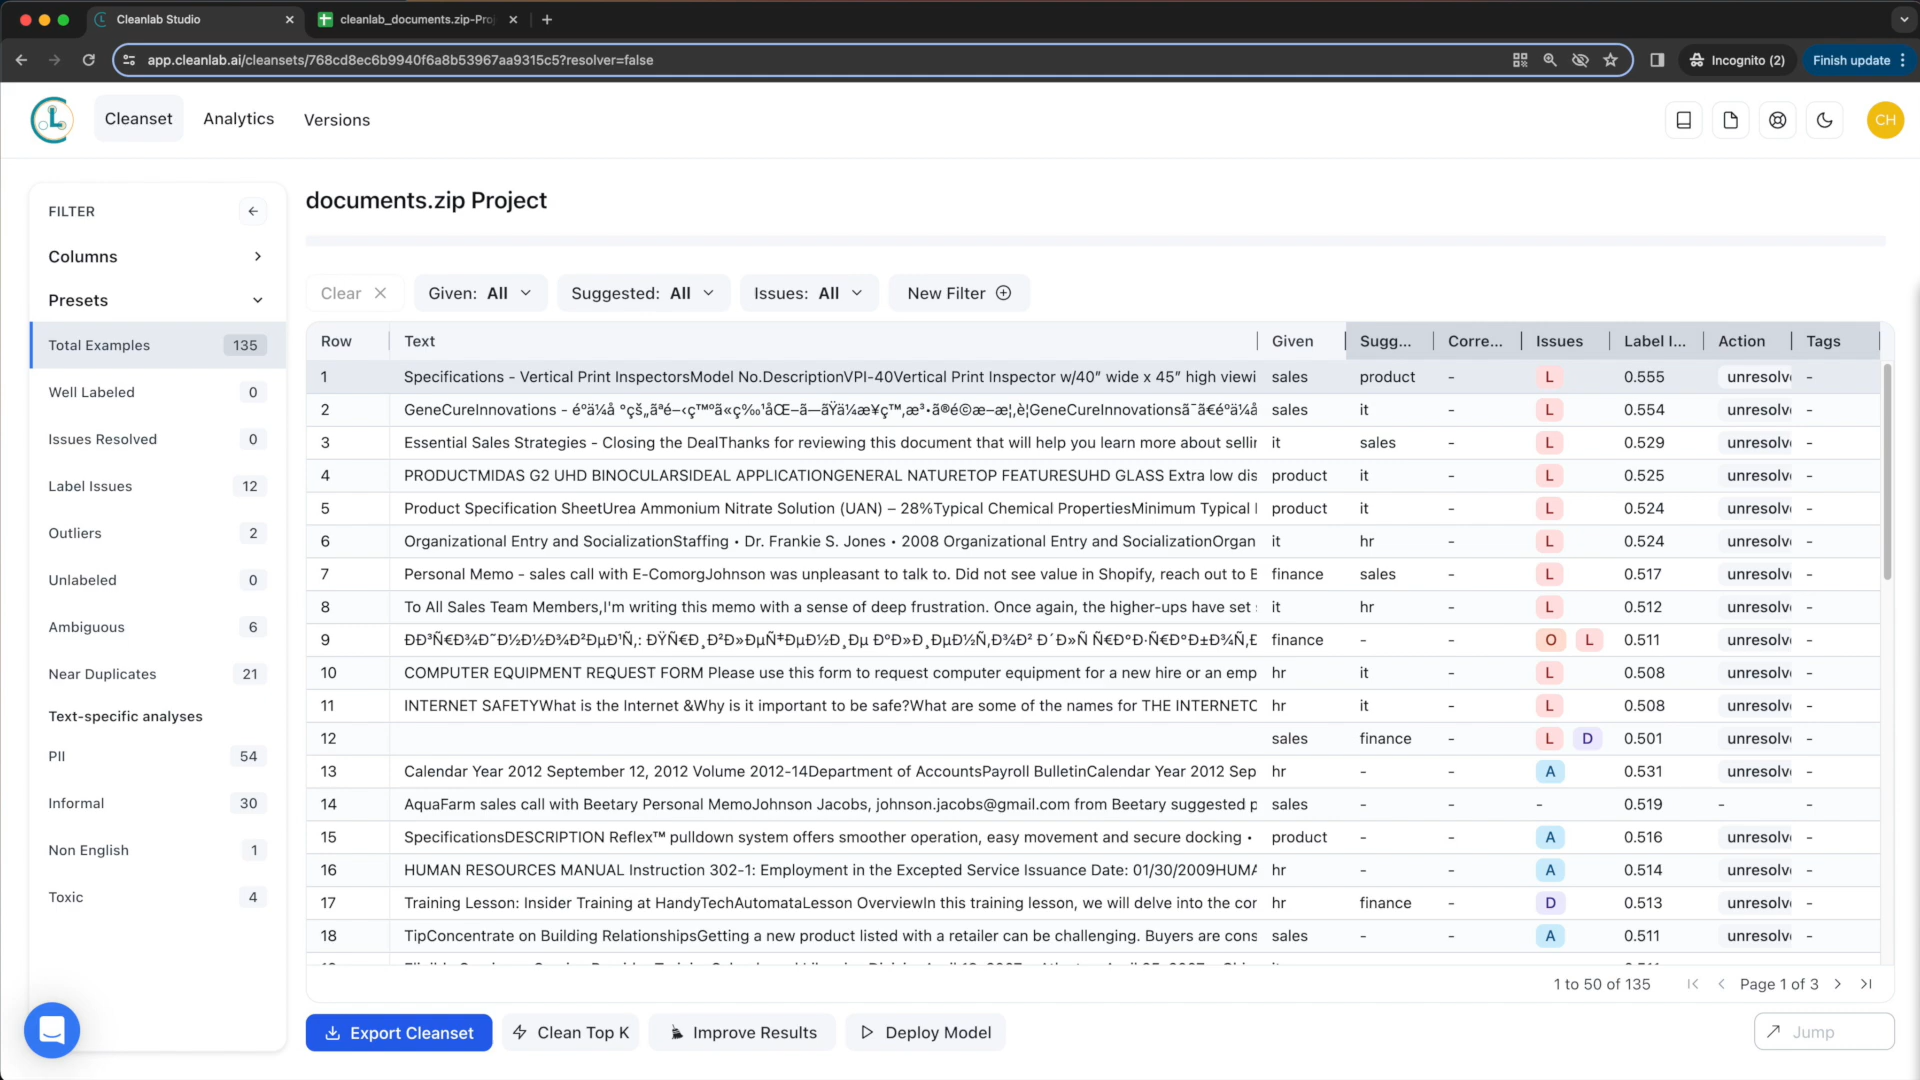 Cleanlab Studio
cleanlab_documents.zip-Pro
app.cleanlab.ai/cleansets/768cd8ec6b9940f6a8b53967aa9315c5?resolver=false
Incognito (2)
Finish update
Cleanset
Analytics
Versions
CH
FILTER
Columns
Presets
Total Examples 135
Well Labeled 0
Issues Resolved 0
Label Issues 12
Outliers 2
Unlabeled 0
Ambiguous 6
Near Duplicates 21
Text-specific analyses
PII 54
Informal 30
Non English 1
Toxic 4
documents.zip Project
Clear Given: All Suggested: All Issues: All New Filter
Row Text Given Sugg... Corre... Issues Label I... Action Tags
1 Specifications - Vertical Print InspectorsModel No.DescriptionVPI-40Vertical Print Inspector w/40” wide x 45” high viewi sales product - L 0.555 unresolv -
2 GeneCureInnovations - sales it - L 0.554 unresolv -
3 Essential Sales Strategies - Closing the DealThanks for reviewing this document that will help you learn more about sellin it sales - L 0.529 unresolv -
4 PRODUCTMIDAS G2 UHD BINOCULARSIDEAL APPLICATIONGENERAL NATURETOP FEATURESUHD GLASS Extra low dis product it - L 0.525 unresolv -
5 Product Specification SheetUrea Ammonium Nitrate Solution (UAN) – 28%Typical Chemical PropertiesMinimum Typical product it - L 0.524 unresolv -
6 Organizational Entry and SocializationStaffing • Dr. Frankie S. Jones • 2008 Organizational Entry and SocializationOrgan it hr - L 0.524 unresolv -
7 Personal Memo - sales call with E-ComorgJohnson was unpleasant to talk to. Did not see value in Shopify, reach out to E finance sales - L 0.517 unresolv -
8 To All Sales Team Members,I'm writing this memo with a sense of deep frustration. Once again, the higher-ups have set it hr - L 0.512 unresolv -
9 finance - - O L 0.511 unresolv -
10 COMPUTER EQUIPMENT REQUEST FORM Please use this form to request computer equipment for a new hire or an emp hr it - L 0.508 unresolv -
11 INTERNET SAFETYWhat is the Internet &Why is it important to be safe?What are some of the names for THE INTERNETC hr it - L 0.508 unresolv -
12 sales finance - L D 0.501 unresolv -
13 Calendar Year 2012 September 12, 2012 Volume 2012-14Department of AccountsPayroll BulletinCalendar Year 2012 Sep hr - - A 0.531 unresolv -
14 AquaFarm sales call with Beetary Personal MemoJohnson Jacobs, johnson.jacobs@gmail.com from Beetary suggested p sales - - - 0.519 - -
15 SpecificationsDESCRIPTION Reflex™ pulldown system offers smoother operation, easy movement and secure docking • product - - A 0.516 unresolv -
16 HUMAN RESOURCES MANUAL Instruction 302-1: Employment in the Excepted Service Issuance Date: 01/30/2009HUMA hr - - A 0.514 unresolv -
17 Training Lesson: Insider Training at HandyTechAutomataLesson OverviewIn this training lesson, we will delve into the cor hr finance - D 0.513 unresolv -
18 TipConcentrate on Building RelationshipsGetting a new product listed with a retailer can be challenging. Buyers are cons sales - - A 0.511 unresolv -
1 to 50 of 135 Page 1 of 3
Export Cleanset Clean Top K Improve Results Deploy Model Jump